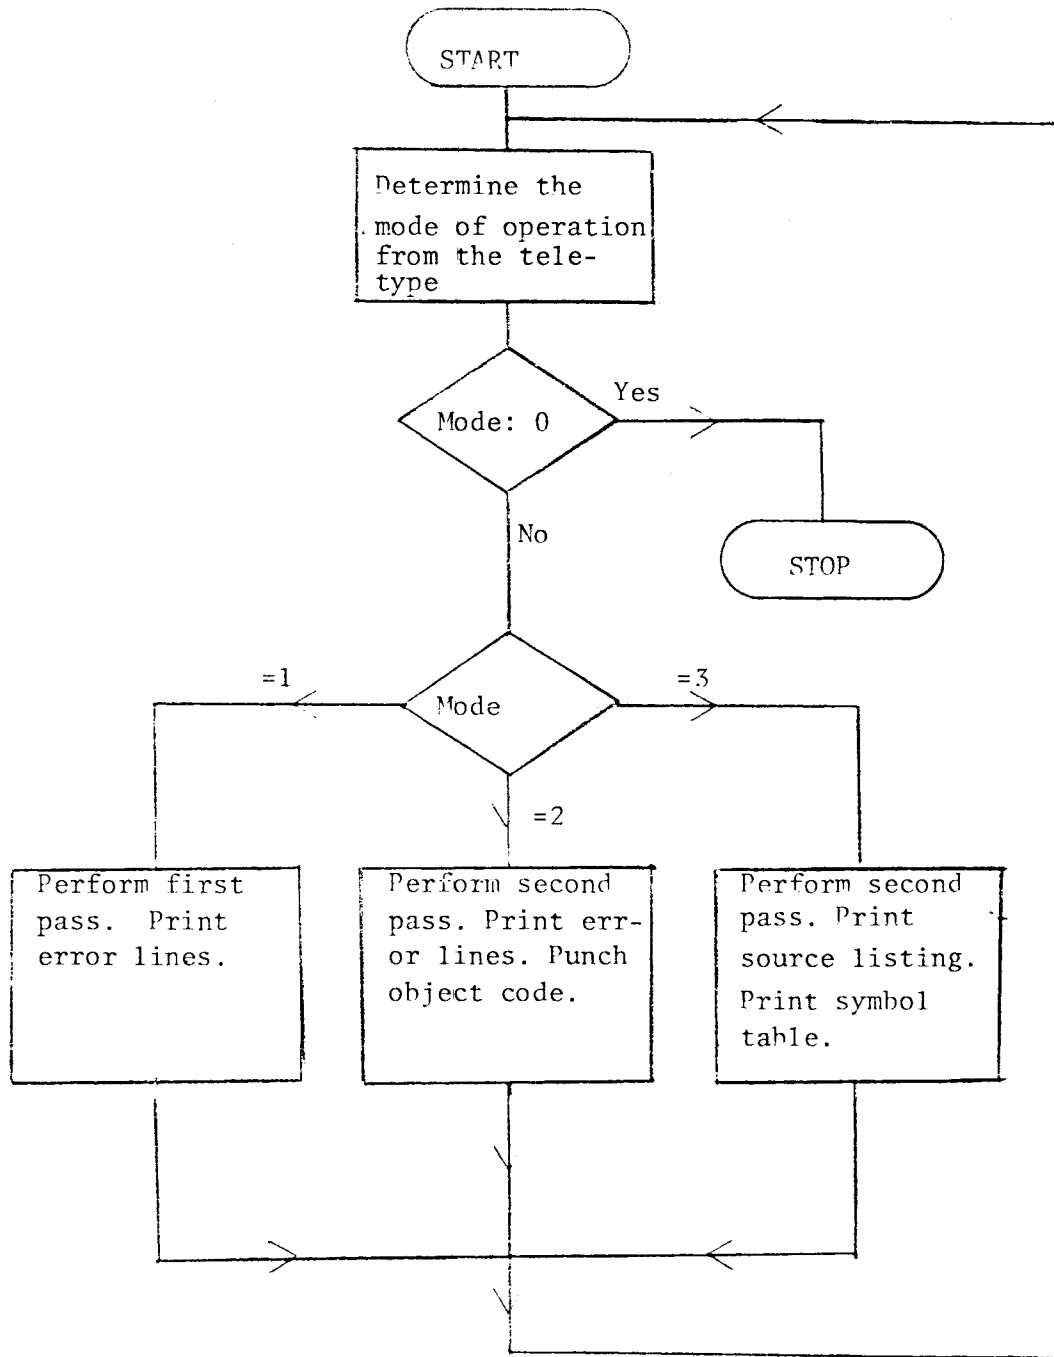 START
Determine the
mode of operation
from the tele-
type
Mode: 0
Yes
No
STOP
Mode
=1
=3
=2
Perform first
pass. Print
error lines.
Perform second
pass. Print err-
or lines. Punch
object code.
Perform second
pass. Print
source listing.
Print symbol
table.